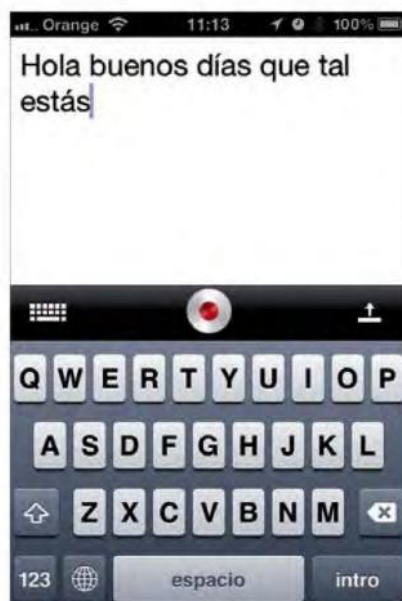 Orange 11:13 100%
Hola buenos días que tal
estás
Q W E R T Y U I O P
A S D F G H J K L
Z X C V B N M
123 espacio intro